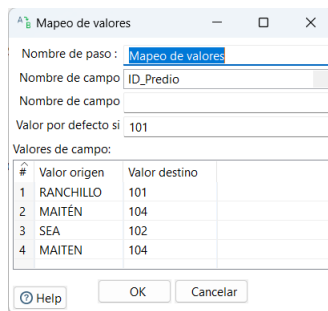 Mapeo de valores
Nombre de paso : Mapeo de valores
Nombre de campo ID_Predio
Nombre de campo
Valor por defecto si 101
Valores de campo:
# Valor origen Valor destino
1 RANCHILLO 101
2 MAITÉN 104
3 SEA 102
4 MAITEN 104
Help OK Cancelar